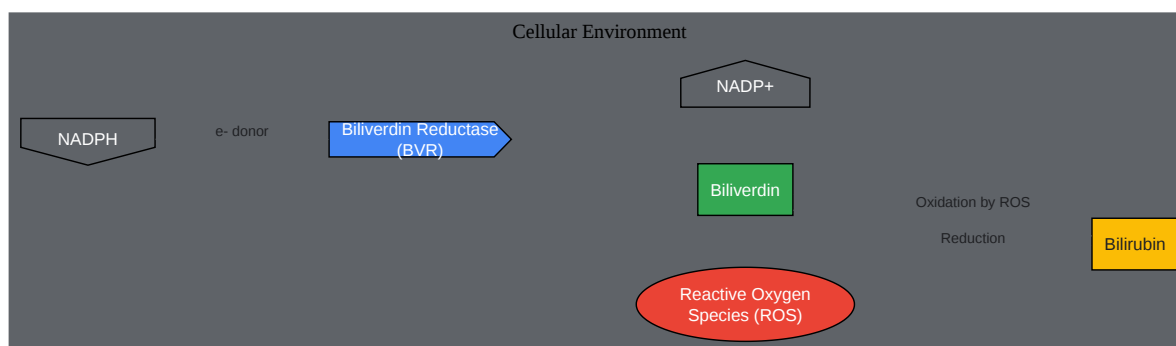 Cellular Environment
NADPH
e- donor
Biliverdin Reductase
(BVR)
NADP+
Biliverdin
Reactive Oxygen
Species (ROS)
Oxidation by ROS
Reduction
Bilirubin